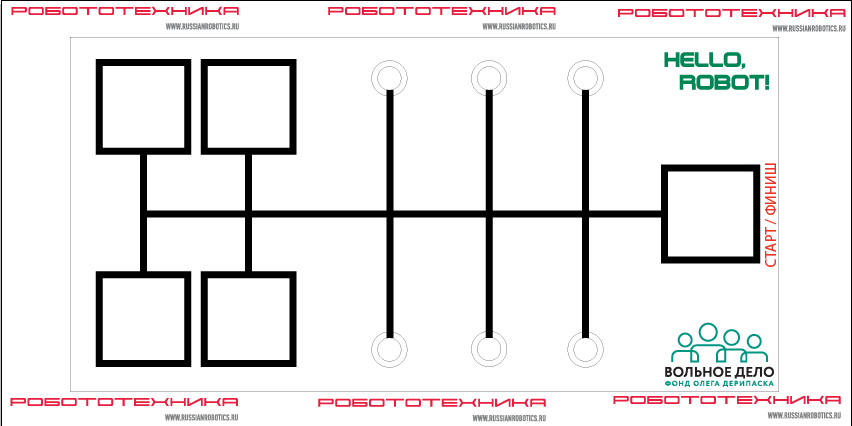 РОБОТОТЕХНИКА
WWW.RUSSIANROBOTICS.RU
РОБОТОТЕХНИКА
WWW.RUSSIANROBOTICS.RU
РОБОТОТЕХНИКА
WWW.RUSSIANROBOTICS.RU
HELLO,
ROBOT!
СТАРТ / ФИНИШ
ВОЛЬНОЕ ДЕЛО
ФОНД ОЛЕГА ДЕРИПАСКА
РОБОТОТЕХНИКА
WWW.RUSSIANROBOTICS.RU
РОБОТОТЕХНИКА
WWW.RUSSIANROBOTICS.RU
РОБОТОТЕХНИКА
WWW.RUSSIANROBOTICS.RU